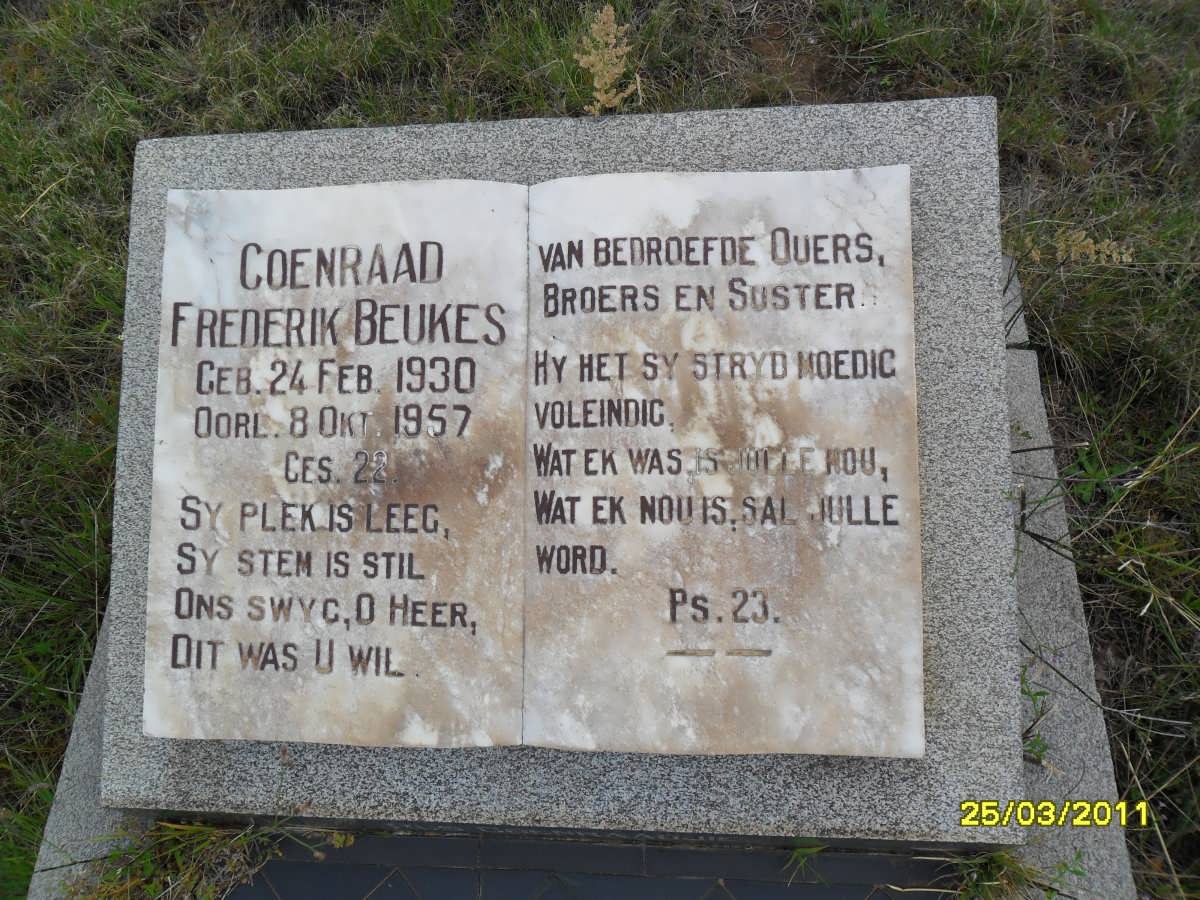 COENRAAD
FREDERIK BEUKES
GEB. 24 FEB. 1930
OORL. 8 OKT. 1957
GES. 22.
SY PLEK IS LEEG,
SY STEM IS STIL
ONS SWYG, O HEER,
DIT WAS U WIL.
VAN BEDROEFDE OUERS,
BROERS EN SUSTER.
HY HET SY STRYD MOEDIG
VOLEINDIG,
WAT EK WAS, IS JULLE NOU,
WAT EK NOU IS, SAL JULLE
WORD.
PS. 23.
25/03/2011